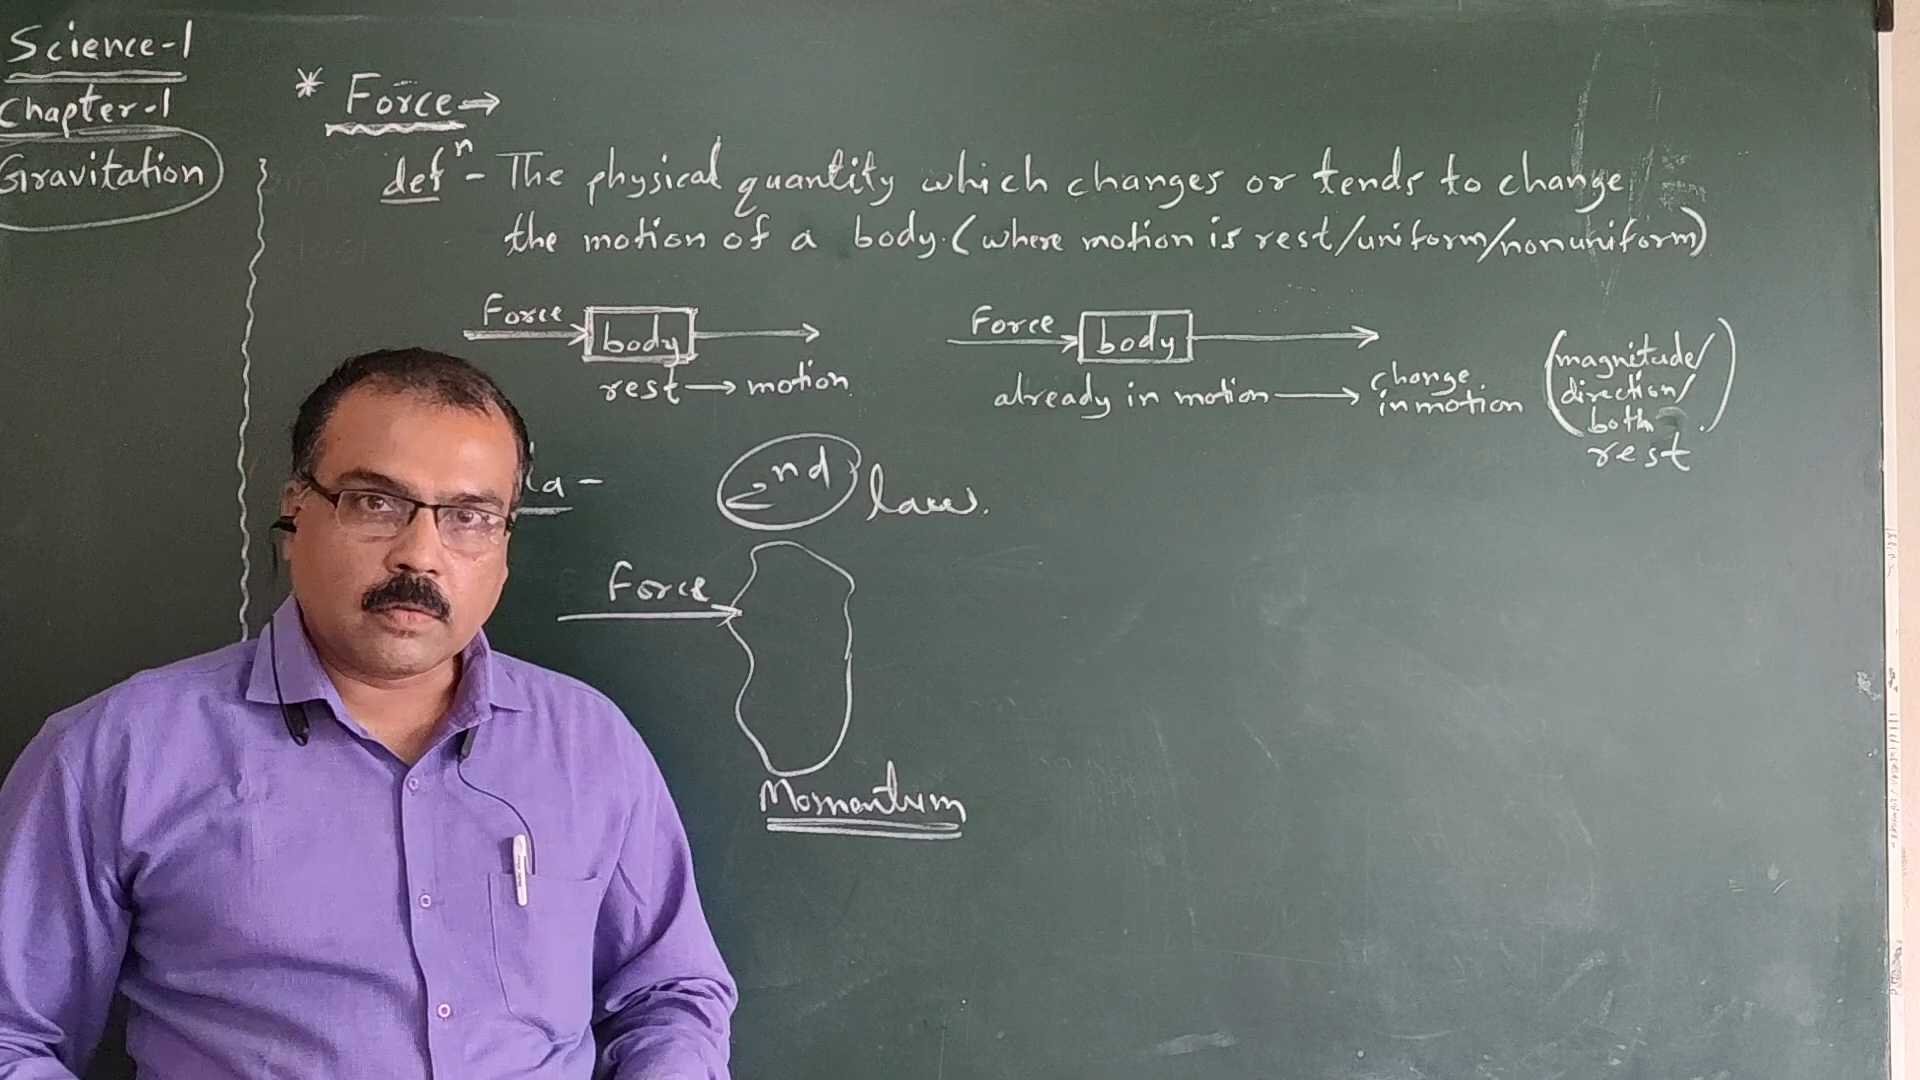 Science-1
Chapter-1
Gravitation
* Force→
defⁿ - The physical quantity which changes or tends to change
the motion of a body. (where motion is rest/uniform/nonuniform)
Force body
rest → motion
Force body
already in motion → change in motion
(magnitude/
direction/
both.)
rest
la -
2nd law.
Force
Momentum